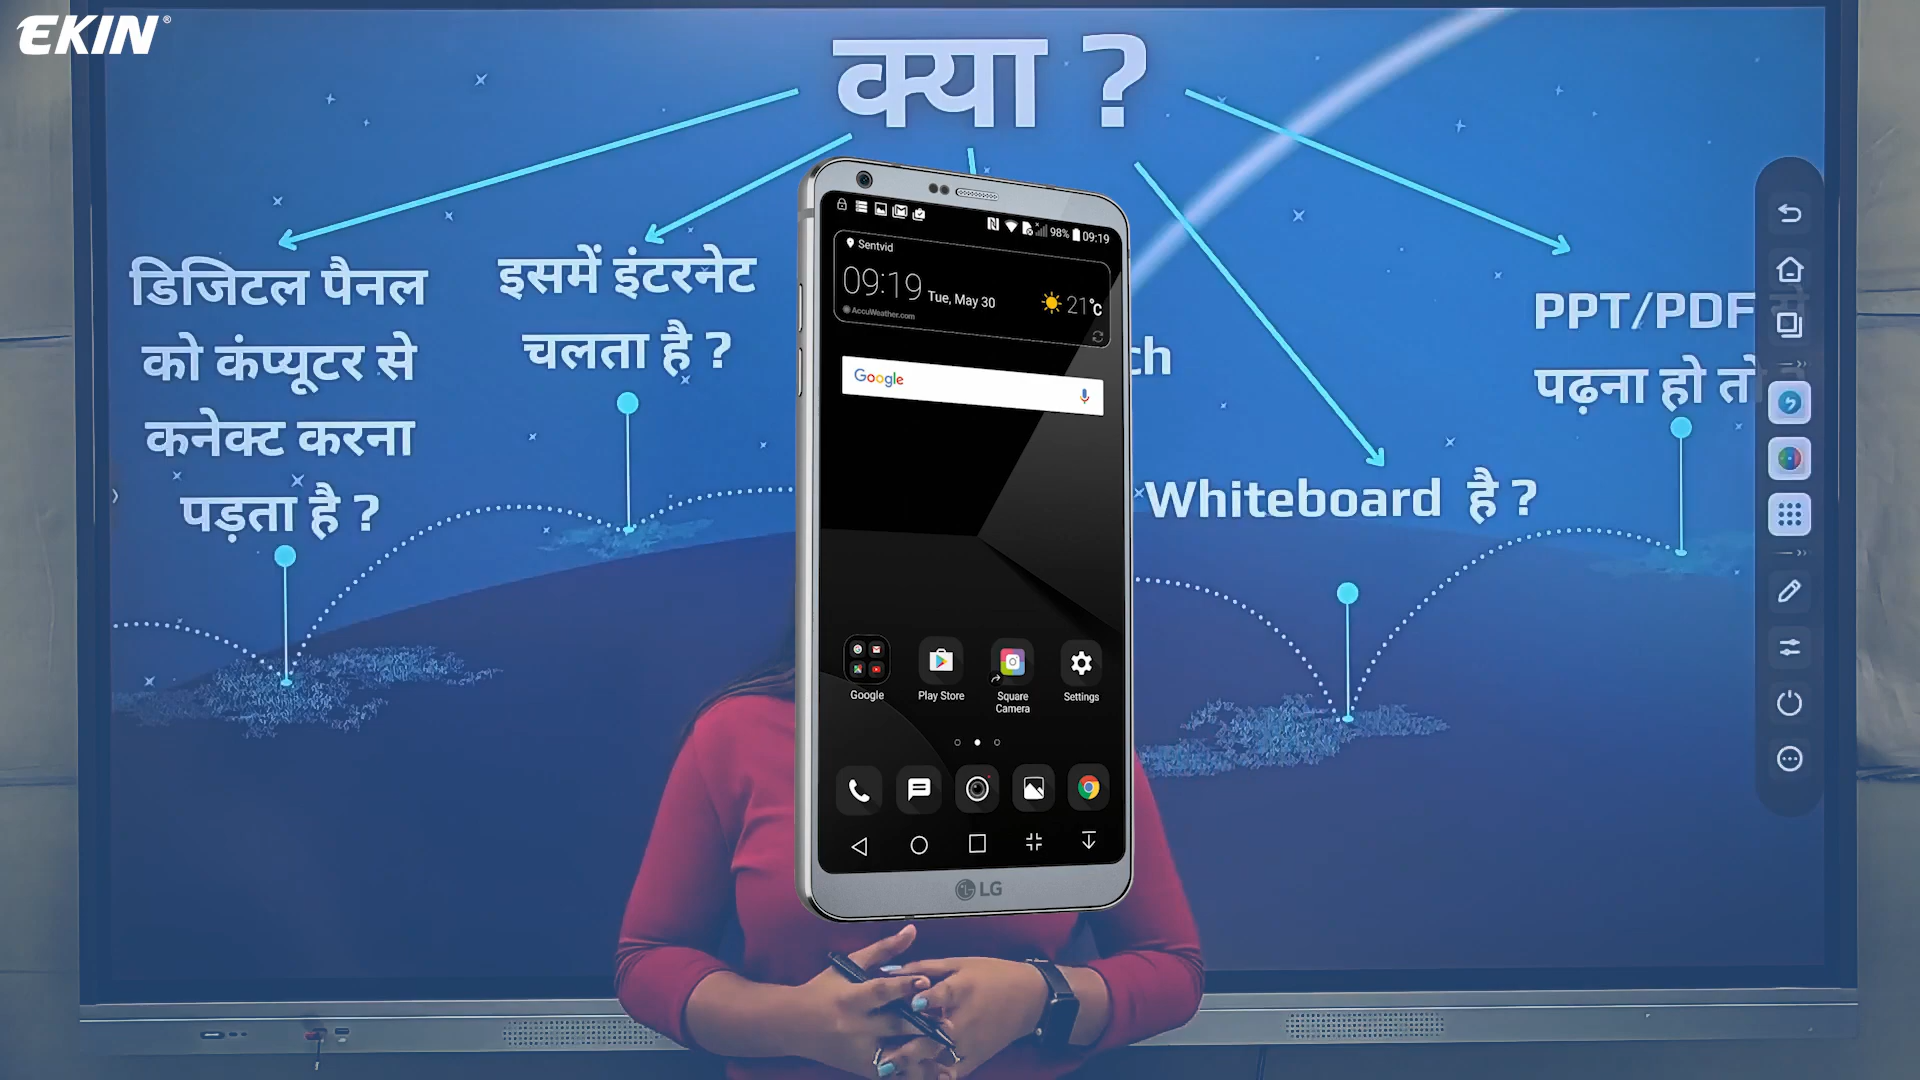 EKIN®
क्या ?
डिजिटल पैनल
को कंप्यूटर से
कनेक्ट करना
पड़ता है ?
इसमें इंटरनेट
चलता है ?
ch
Whiteboard है ?
PPT/PDF से
पढ़ना हो तो
98% 09:19
Sentvid
09:19 Tue, May 30
21°C
AccuWeather.com
Google
Google
Play Store
Square
Camera
Settings
LG